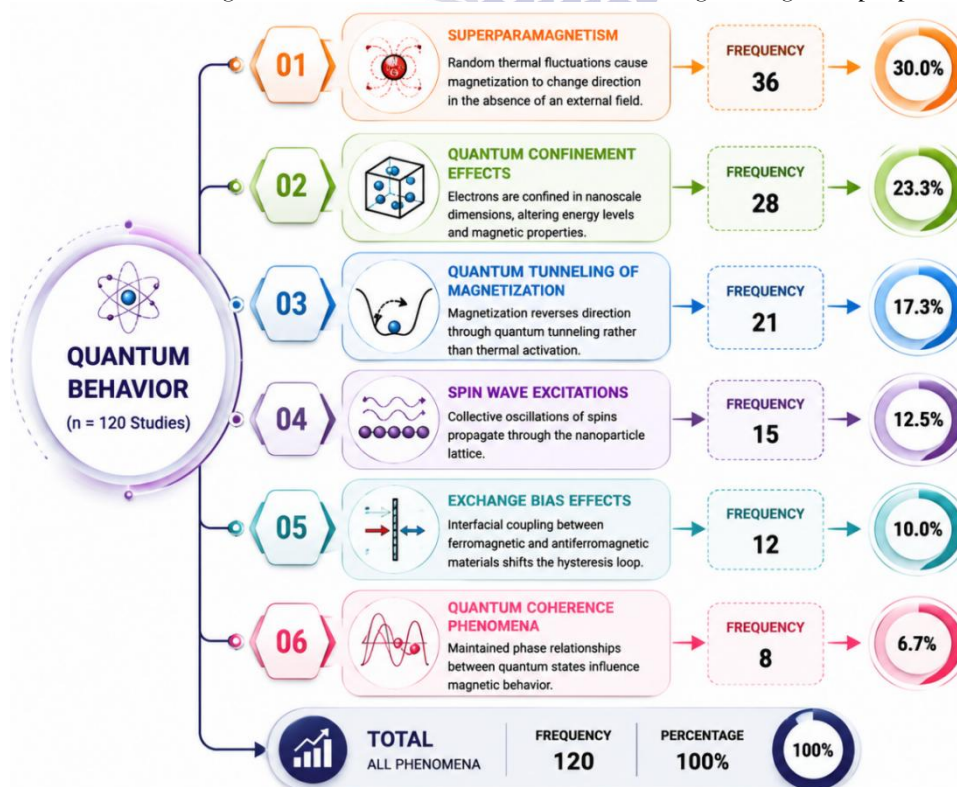 SUPERPARAMAGNETISM
01
Random thermal fluctuations cause
magnetization to change direction
in the absence of an external field.
FREQUENCY
36
30.0%
QUANTUM CONFINEMENT
EFFECTS
02
Electrons are confined in nanoscale
dimensions, altering energy levels
and magnetic properties.
FREQUENCY
28
23.3%
QUANTUM TUNNELING OF
MAGNETIZATION
03
Magnetization reverses direction
through quantum tunneling rather
than thermal activation.
FREQUENCY
21
17.3%
QUANTUM
BEHAVIOR
(n = 120 Studies)
SPIN WAVE EXCITATIONS
04
Collective oscillations of spins
propagate through the nanoparticle
lattice.
FREQUENCY
15
12.5%
EXCHANGE BIAS EFFECTS
05
Interfacial coupling between
ferromagnetic and antiferromagnetic
materials shifts the hysteresis loop.
FREQUENCY
12
10.0%
QUANTUM COHERENCE
PHENOMENA
06
Maintained phase relationships
between quantum states influence
magnetic behavior.
FREQUENCY
8
6.7%
TOTAL
ALL PHENOMENA
FREQUENCY
120
PERCENTAGE
100%
100%